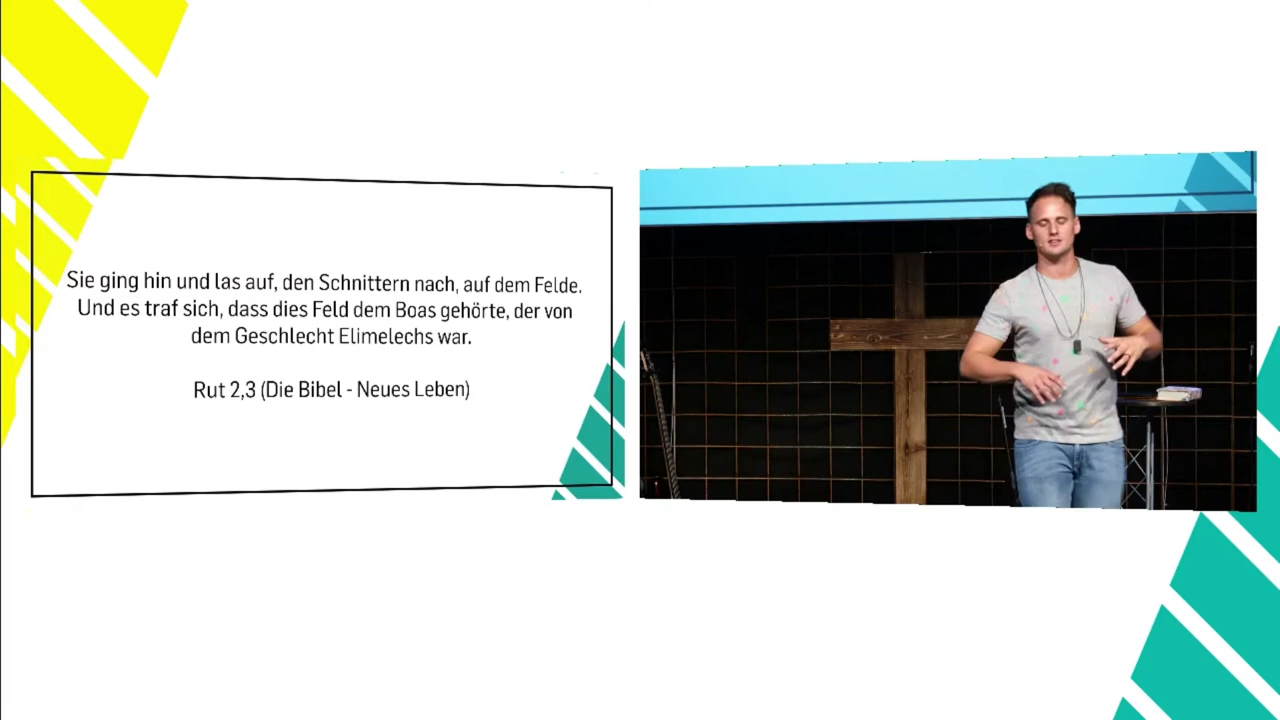 Sie ging hin und las auf, den Schnittern nach, auf dem Felde.
Und es traf sich, dass dies Feld dem Boas gehörte, der von
dem Geschlecht Elimelechs war.
Rut 2,3 (Die Bibel - Neues Leben)